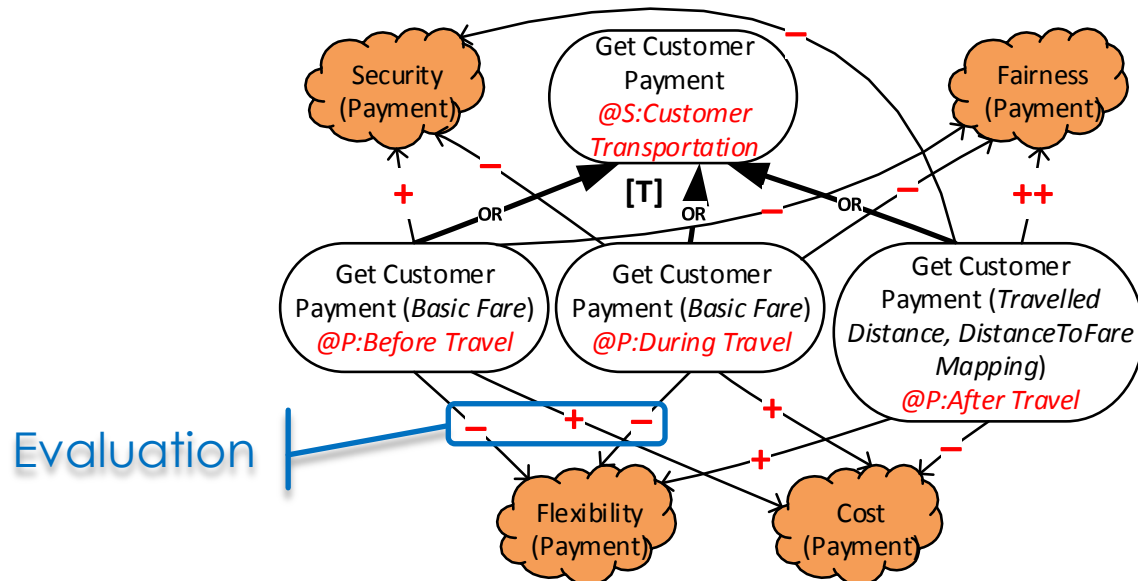 Security
(Payment)
Get Customer
Payment
@S:Customer
Transportation
Fairness
(Payment)
−
−
−
+
[T]
−
++
OR
OR
OR
Get Customer
Payment (Basic Fare)
@P:Before Travel
Get Customer
Payment (Basic Fare)
@P:During Travel
Get Customer
Payment (Travelled
Distance, DistanceToFare
Mapping)
@P:After Travel
−
+
−
+
+
−
Evaluation
Flexibility
(Payment)
Cost
(Payment)